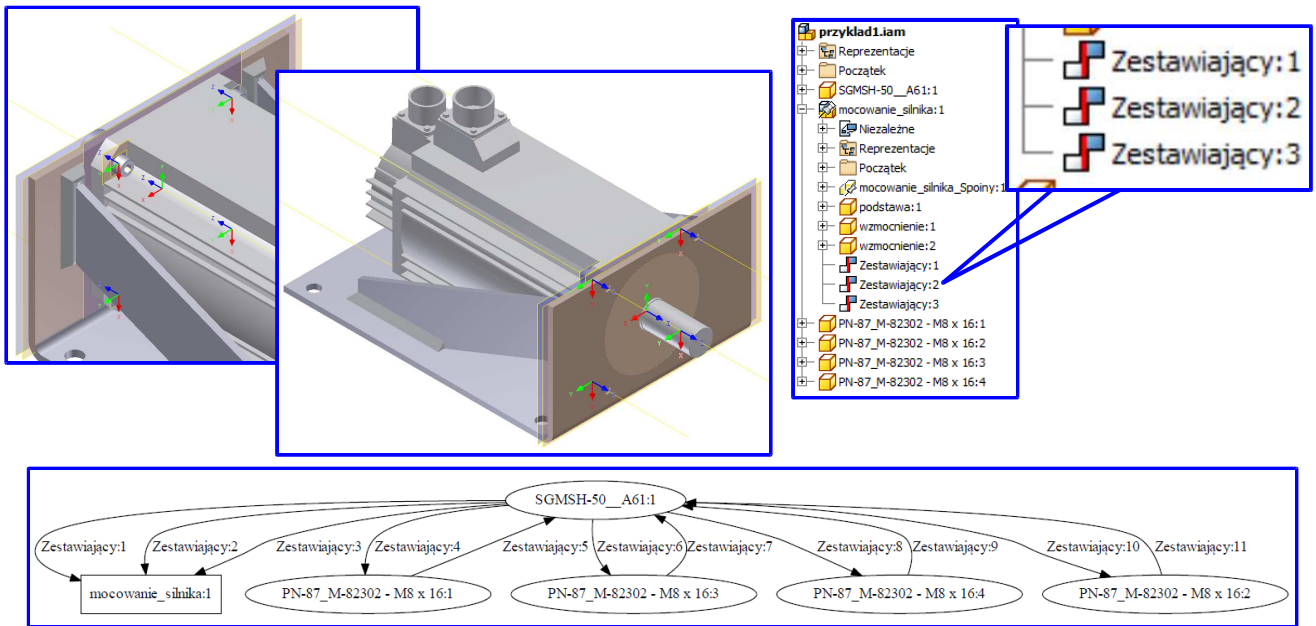 przyklad1.iam
Reprezentacje
Początek
SGMSH-50__A61:1
mocowanie_silnika:1
Niezależne
Reprezentacje
Początek
mocowanie_silnika_Spoiny:1
podstawa:1
wzmocnienie:1
wzmocnienie:2
Zestawiający:1
Zestawiający:2
Zestawiający:3
PN-87_M-82302 - M8 x 16:1
PN-87_M-82302 - M8 x 16:2
PN-87_M-82302 - M8 x 16:3
PN-87_M-82302 - M8 x 16:4
Zestawiający:1
Zestawiający:2
Zestawiający:3
SGMSH-50__A61:1
Zestawiający:1 Zestawiający:2 Zestawiający:3 Zestawiający:4 Zestawiający:5 Zestawiający:6 Zestawiający:7 Zestawiający:8 Zestawiający:9 Zestawiający:10 Zestawiający:11
mocowanie_silnika:1 PN-87_M-82302 - M8 x 16:1 PN-87_M-82302 - M8 x 16:3 PN-87_M-82302 - M8 x 16:4 PN-87_M-82302 - M8 x 16:2